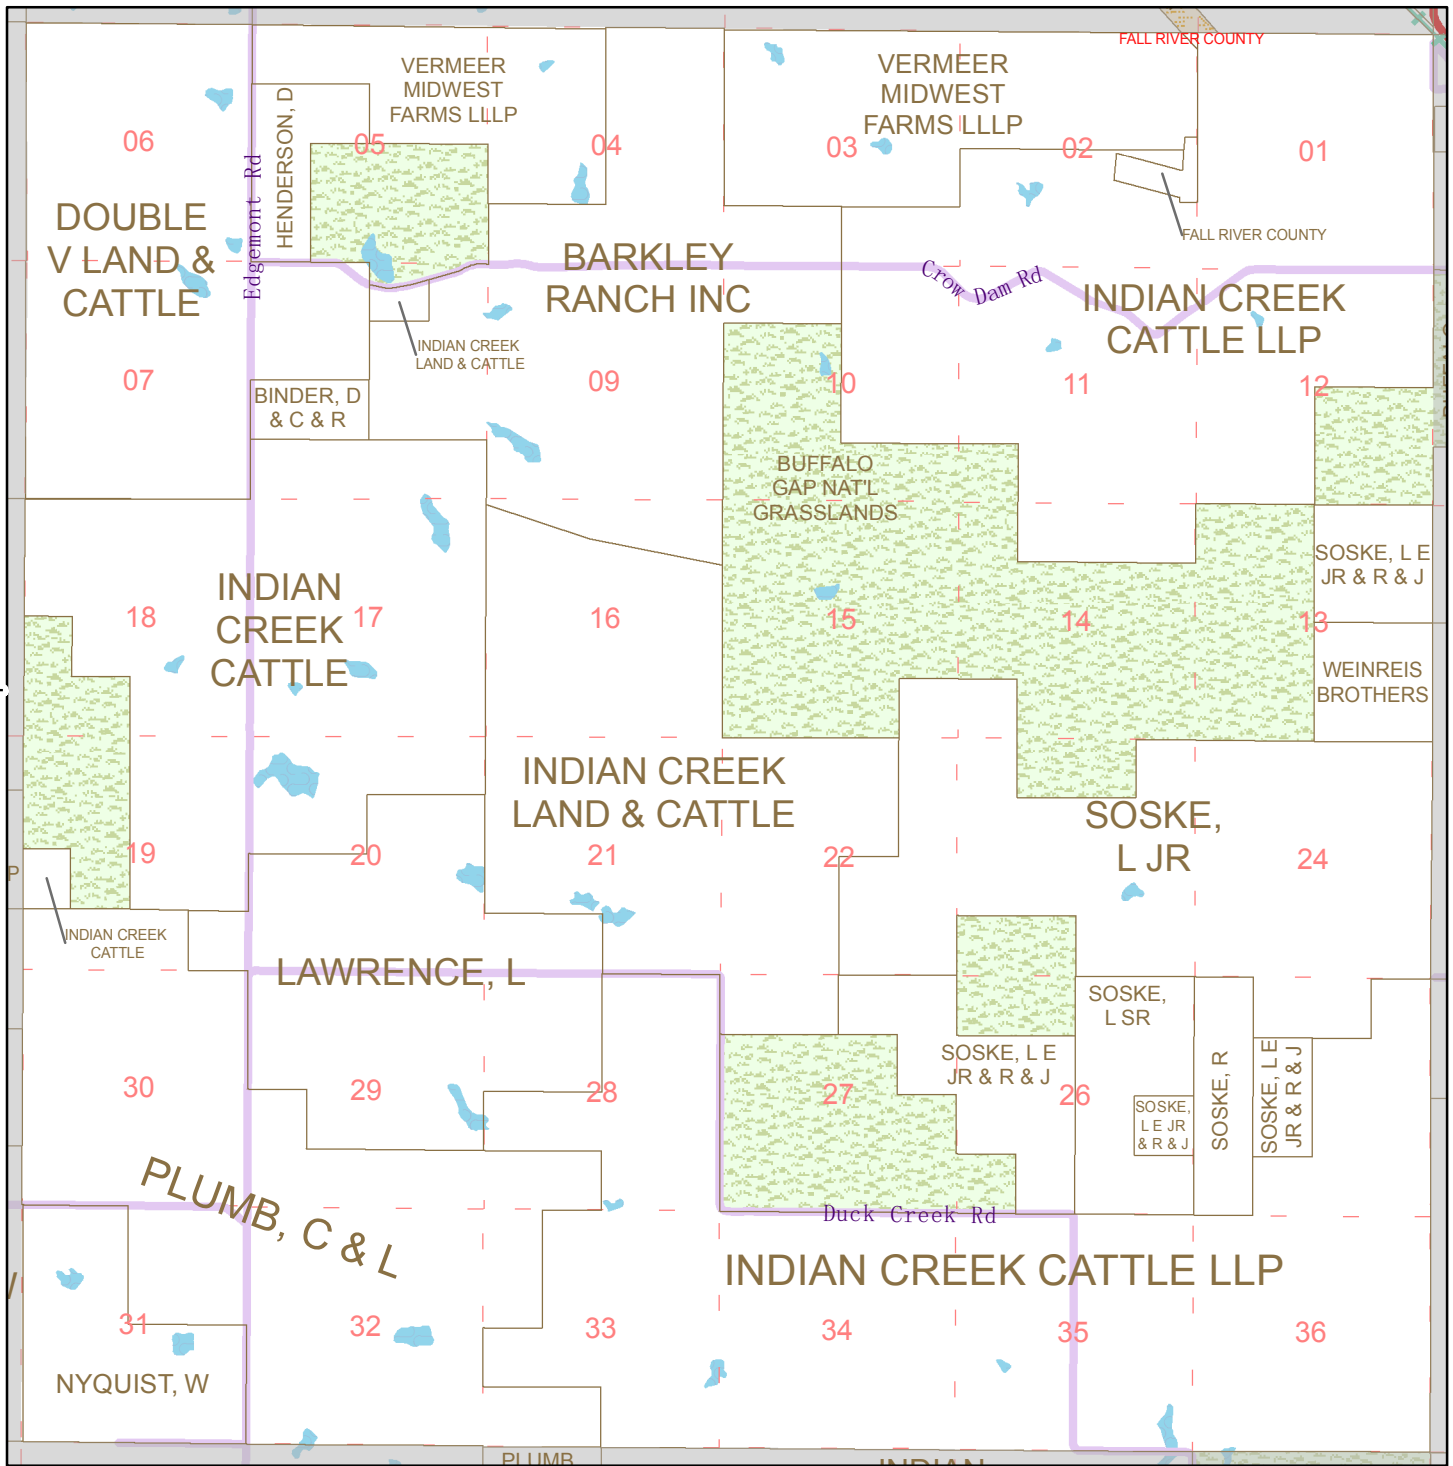 FALL RIVER COUNTY
VERMEER
MIDWEST
FARMS LLLP
VERMEER
MIDWEST
FARMS LLLP
06
05
04
03
02
01
HENDERSON, D
Edgemont Rd
DOUBLE
V LAND &
CATTLE
FALL RIVER COUNTY
BARKLEY
RANCH INC
Crow Dam Rd
INDIAN CREEK
CATTLE LLP
INDIAN CREEK
LAND & CATTLE
07
09
10
11
12
BINDER, D
& C & R
BUFFALO
GAP NAT'L
GRASSLANDS
SOSKE, L E
JR & R & J
INDIAN
CREEK
CATTLE
18
17
16
15
14
13
WEINREIS
BROTHERS
INDIAN CREEK
LAND & CATTLE
SOSKE,
L JR
19
20
21
22
24
P
INDIAN CREEK
CATTLE
LAWRENCE, L
SOSKE,
L SR
SOSKE, L E
JR & R & J
SOSKE, R
SOSKE, L E
JR & R & J
30
29
28
27
26
SOSKE,
L E JR
& R & J
PLUMB, C & L
Duck Creek Rd
INDIAN CREEK CATTLE LLP
31
32
33
34
35
36
NYQUIST, W
PLUMB
INDIAN